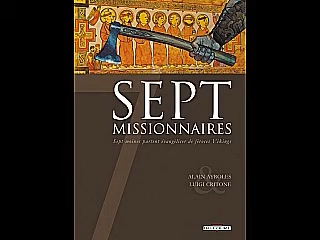 SEPT
MISSIONNAIRES
Sept moines partent évangéliser de féroces Vikings
ALAIN AYROLES
&
LUIGI CRITONE